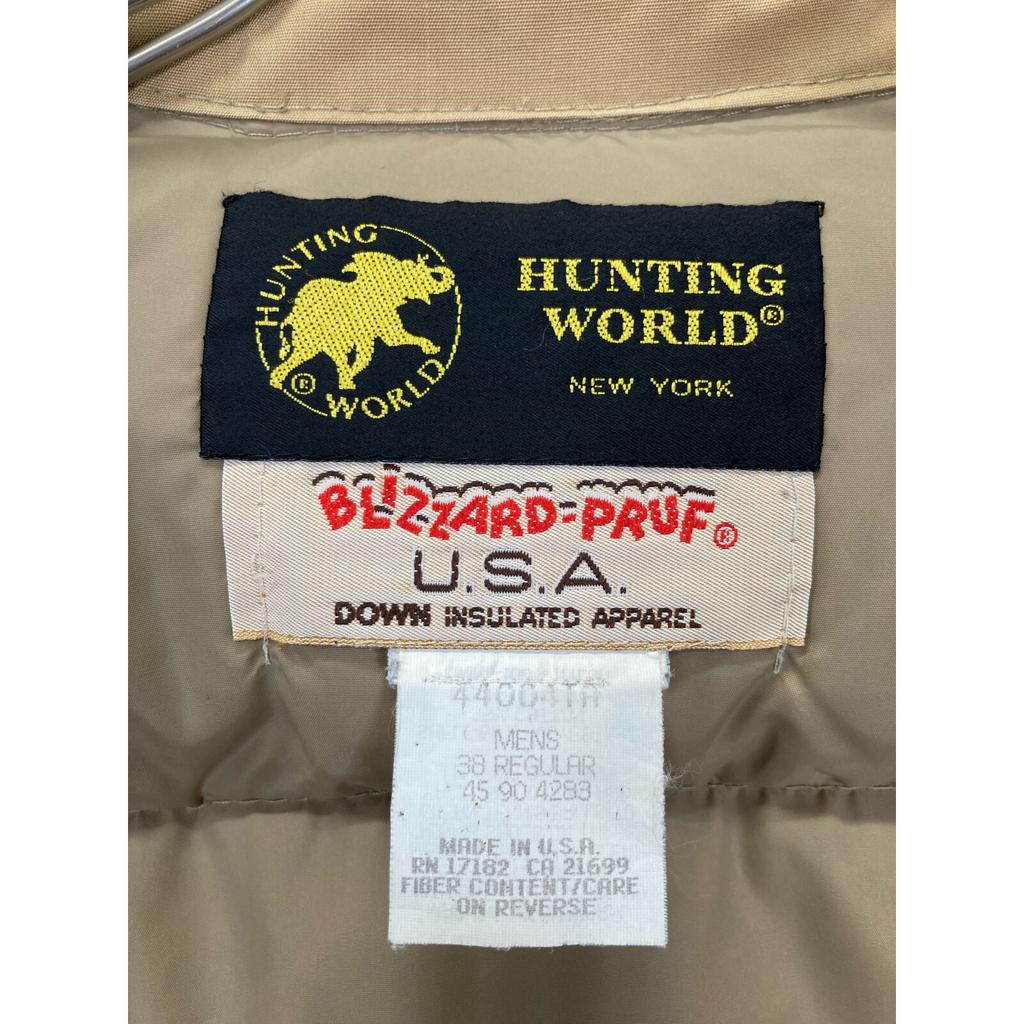 HUNTING
WORLD
®
HUNTING
WORLD®
NEW YORK
BLIZZARD-PRUF®
U.S.A.
DOWN INSULATED APPAREL
44004TA
MENS
38 REGULAR
45 90 4283
MADE IN U.S.A.
RN 17182 CA 21699
FIBER CONTENT/CARE
ON REVERSE